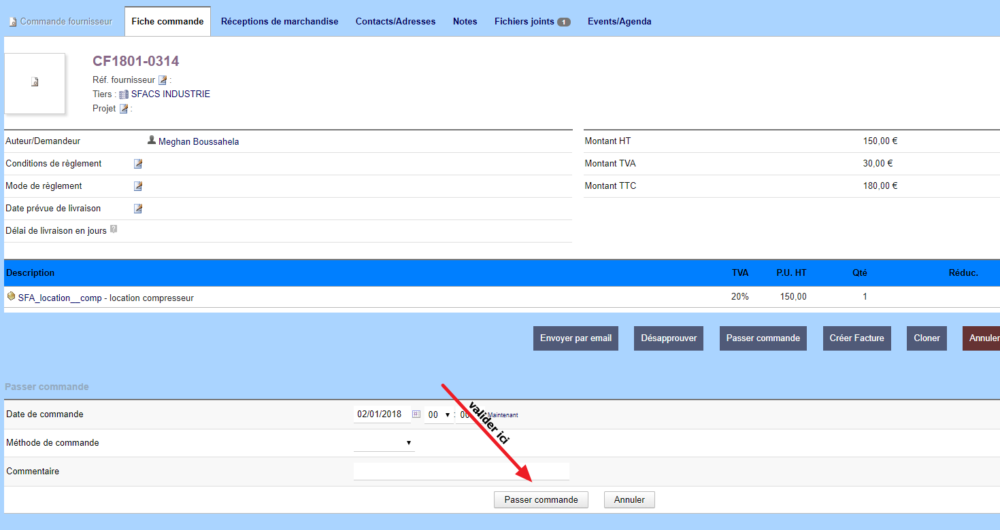 Commande fournisseur Fiche commande Réceptions de marchandise Contacts/Adresses Notes Fichiers joints 1 Events/Agenda
CF1801-0314
Réf. fournisseur :
Tiers : SFACS INDUSTRIE
Projet :
Auteur/Demandeur Meghan Boussahela Montant HT 150,00 €
Conditions de règlement Montant TVA 30,00 €
Mode de règlement Montant TTC 180,00 €
Date prévue de livraison
Délai de livraison en jours ?
Description TVA P.U. HT Qté Réduc.
SFA_location__comp - location compresseur 20% 150,00 1
Envoyer par email Désapprouver Passer commande Créer Facture Cloner Annuler
Passer commande
Date de commande 02/01/2018 00 : 00 Maintenant
valider ici
Méthode de commande
Commentaire
Passer commande Annuler